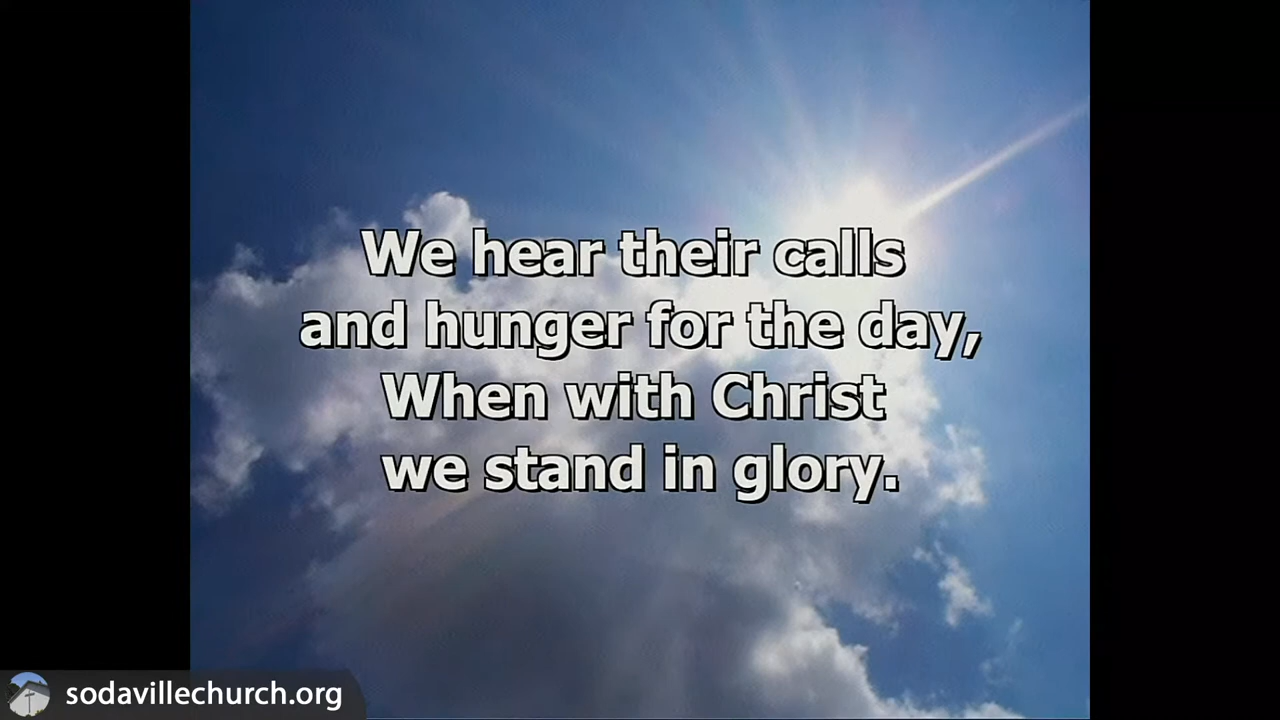 We hear their calls
and hunger for the day,
When with Christ
we stand in glory.
sodavillechurch.org